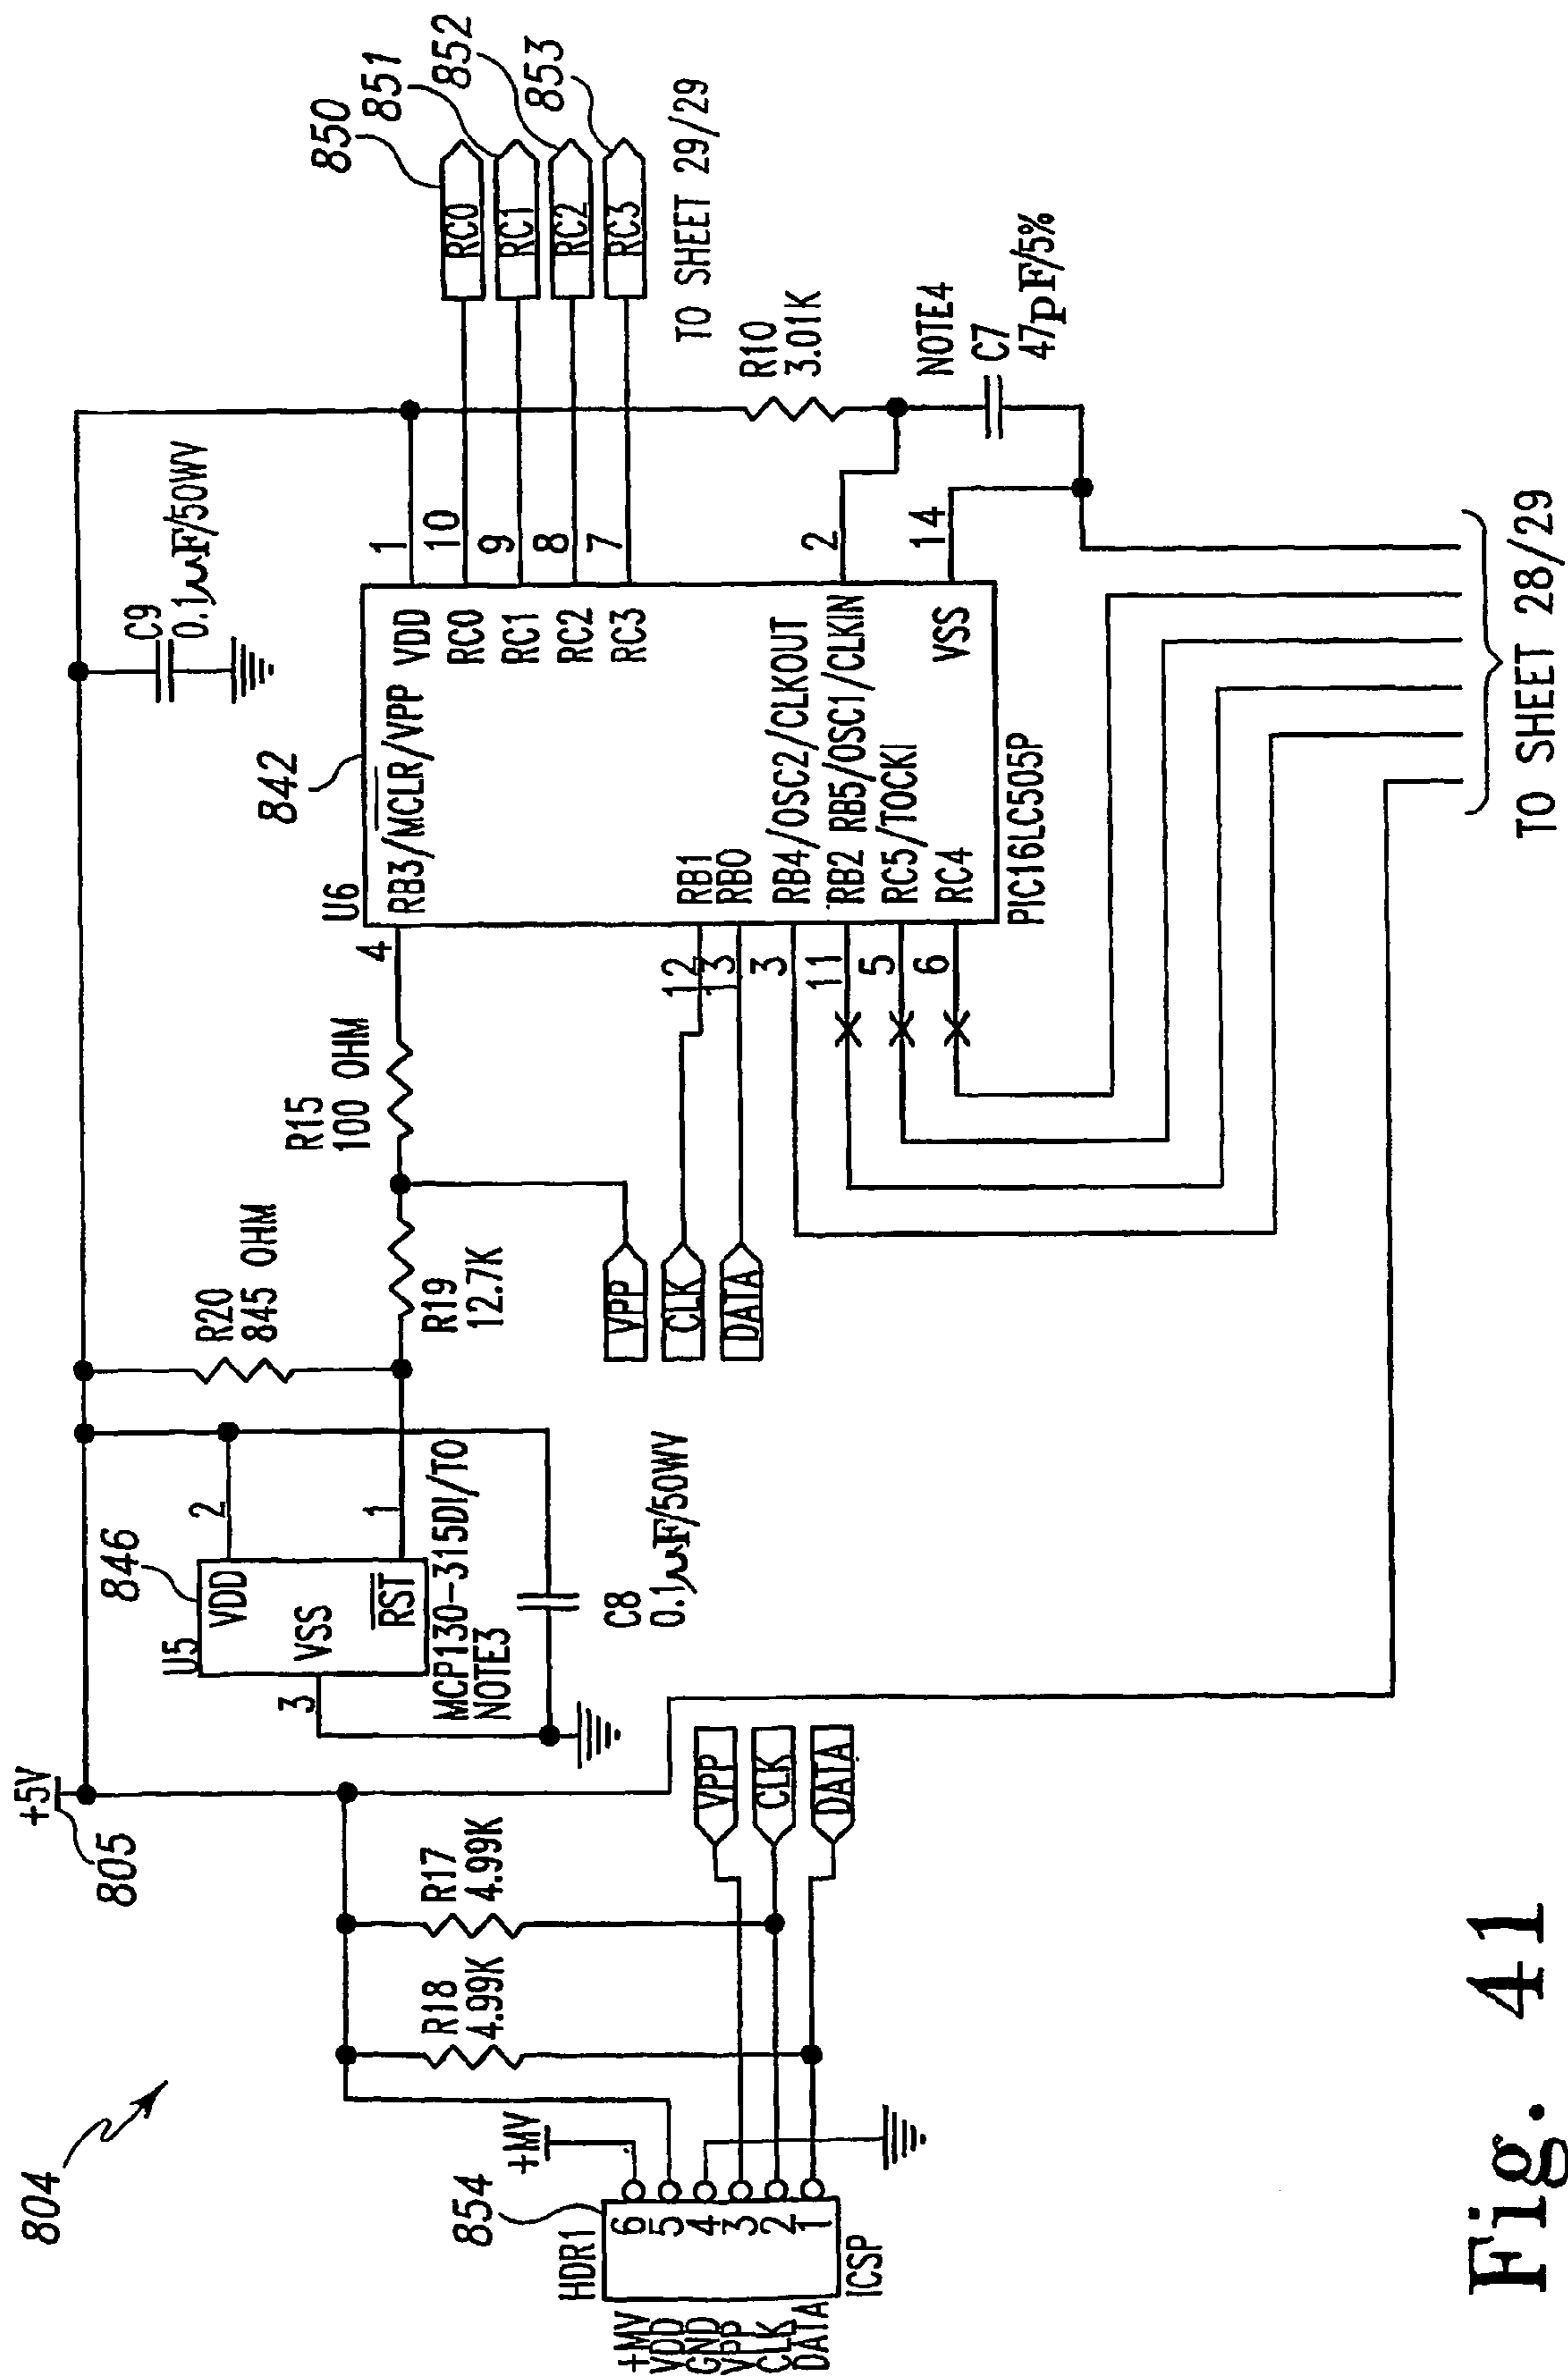 804
+5V
805
U5
846
VDD
VSS
RST
2
3
1
MCP130-315DI/TO
NOTE3
C8
0.1uF/50WV
R20
845 OHM
R19
12.7K
R15
100 OHM
C9
0.1uF/50WV
842
U6
4
RB3/MCLR/VPP
VDD
RC0
RC1
RC2
RC3
RB1
RB0
RB4/OSC2/CLKOUT
RB2 RB5/OSC1/CLKIN
RC5/TOCKI
RC4
VSS
PIC16LC505P
12
13
3
11
5
6
1
10
9
8
7
2
14
RC0
RC1
RC2
RC3
850
851
852
853
TO SHEET 29/29
R10
3.01K
NOTE4
C7
47pF/5%
VPP
CLK
DATA
R17
4.99K
R18
4.99K
VPP
CLK
DATA
+MV
854
HDR1
6
5
4
3
2
1
ICSP
+MV
VDD
GND
VPP
CLK
DATA
TO SHEET 28/29
Fig. 41